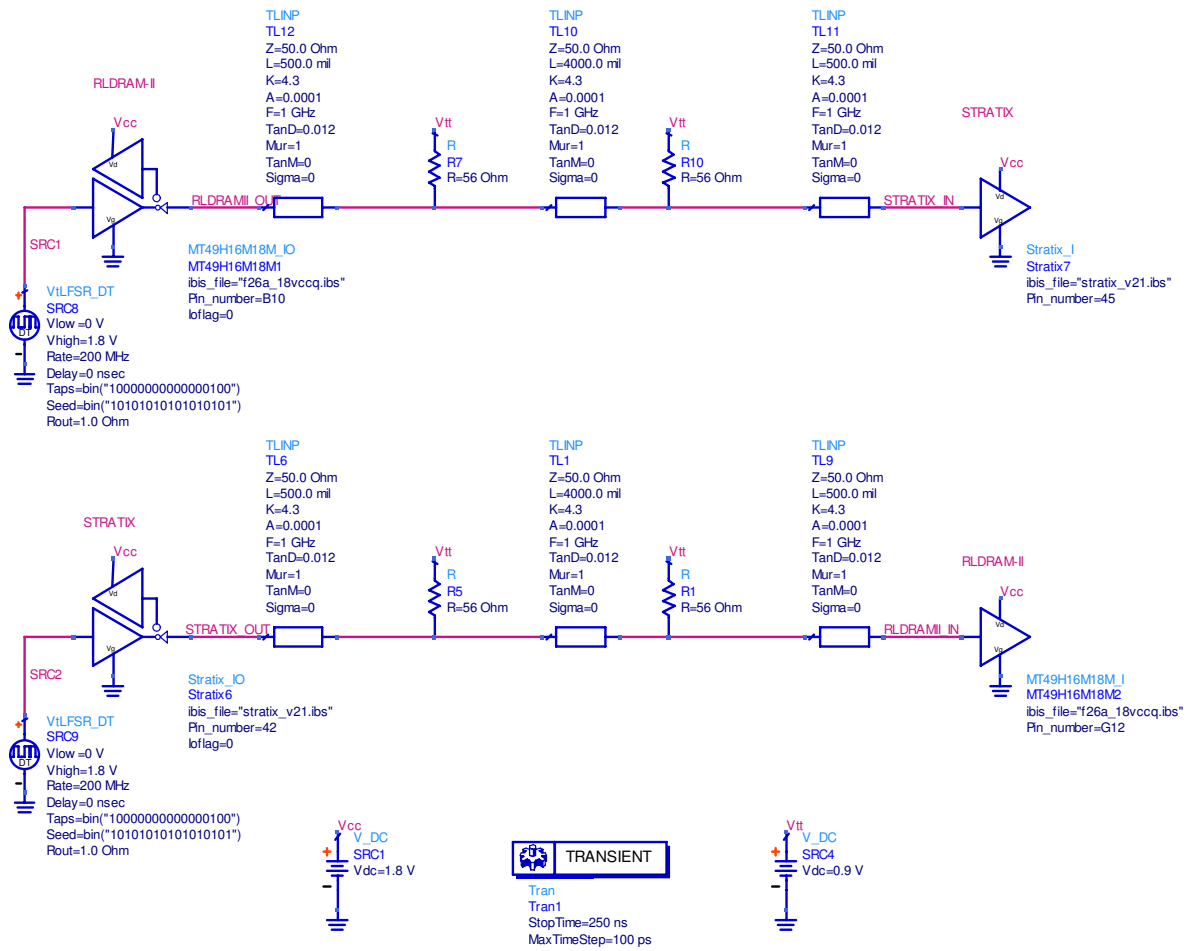 TLINP
TL12
Z=50.0 Ohm
L=500.0 mil
K=4.3
A=0.0001
F=1 GHz
TanD=0.012
Mur=1
TanM=0
Sigma=0
TLINP
TL10
Z=50.0 Ohm
L=4000.0 mil
K=4.3
A=0.0001
F=1 GHz
TanD=0.012
Mur=1
TanM=0
Sigma=0
TLINP
TL11
Z=50.0 Ohm
L=500.0 mil
K=4.3
A=0.0001
F=1 GHz
TanD=0.012
Mur=1
TanM=0
Sigma=0
RLDRAM-II
Vcc
Vd
Vg
RLDRAMII_OUT
Vtt
R
R7
R=56 Ohm
Vtt
R
R10
R=56 Ohm
STRATIX
Vcc
Vd
Vg
STRATIX_IN
SRC1
MT49H16M18M_IO
MT49H16M18M1
ibis_file="f26a_18vccq.ibs"
Pin_number=B10
Ioflag=0
Stratix_I
Stratix7
ibis_file="stratix_v21.ibs"
Pin_number=45
+
DT
-
VtLFSR_DT
SRC8
Vlow =0 V
Vhigh=1.8 V
Rate=200 MHz
Delay=0 nsec
Taps=bin("10000000000000100")
Seed=bin("10101010101010101")
Rout=1.0 Ohm
TLINP
TL6
Z=50.0 Ohm
L=500.0 mil
K=4.3
A=0.0001
F=1 GHz
TanD=0.012
Mur=1
TanM=0
Sigma=0
TLINP
TL1
Z=50.0 Ohm
L=4000.0 mil
K=4.3
A=0.0001
F=1 GHz
TanD=0.012
Mur=1
TanM=0
Sigma=0
TLINP
TL9
Z=50.0 Ohm
L=500.0 mil
K=4.3
A=0.0001
F=1 GHz
TanD=0.012
Mur=1
TanM=0
Sigma=0
STRATIX
Vcc
Vd
Vg
STRATIX_OUT
Vtt
R
R5
R=56 Ohm
Vtt
R
R1
R=56 Ohm
RLDRAM-II
Vcc
Vd
Vg
RLDRAMII_IN
SRC2
Stratix_IO
Stratix6
ibis_file="stratix_v21.ibs"
Pin_number=42
Ioflag=0
MT49H16M18M_I
MT49H16M18M2
ibis_file="f26a_18vccq.ibs"
Pin_number=G12
+
DT
-
VtLFSR_DT
SRC9
Vlow =0 V
Vhigh=1.8 V
Rate=200 MHz
Delay=0 nsec
Taps=bin("10000000000000100")
Seed=bin("10101010101010101")
Rout=1.0 Ohm
Vcc
+
-
V_DC
SRC1
Vdc=1.8 V
TRANSIENT
Tran
Tran1
StopTime=250 ns
MaxTimeStep=100 ps
Vtt
+
-
V_DC
SRC4
Vdc=0.9 V